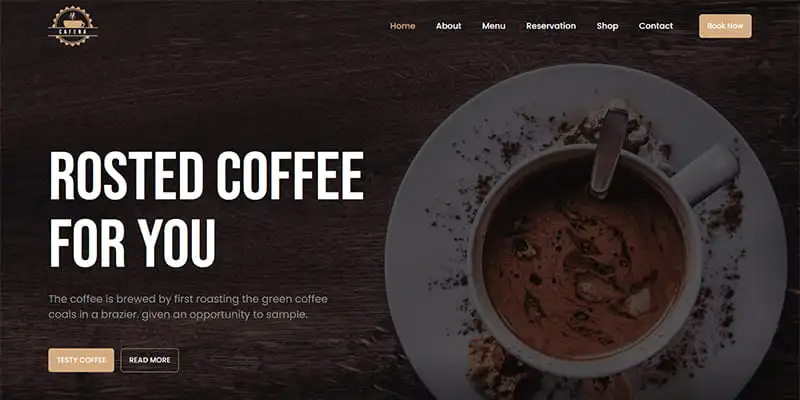 CAFENA
Home About Menu Reservation Shop Contact Book Now
ROSTED COFFEE
FOR YOU
The coffee is brewed by first roasting the green coffee
coals in a brazier. given an opportunity to sample.
TESTY COFFEE READ MORE